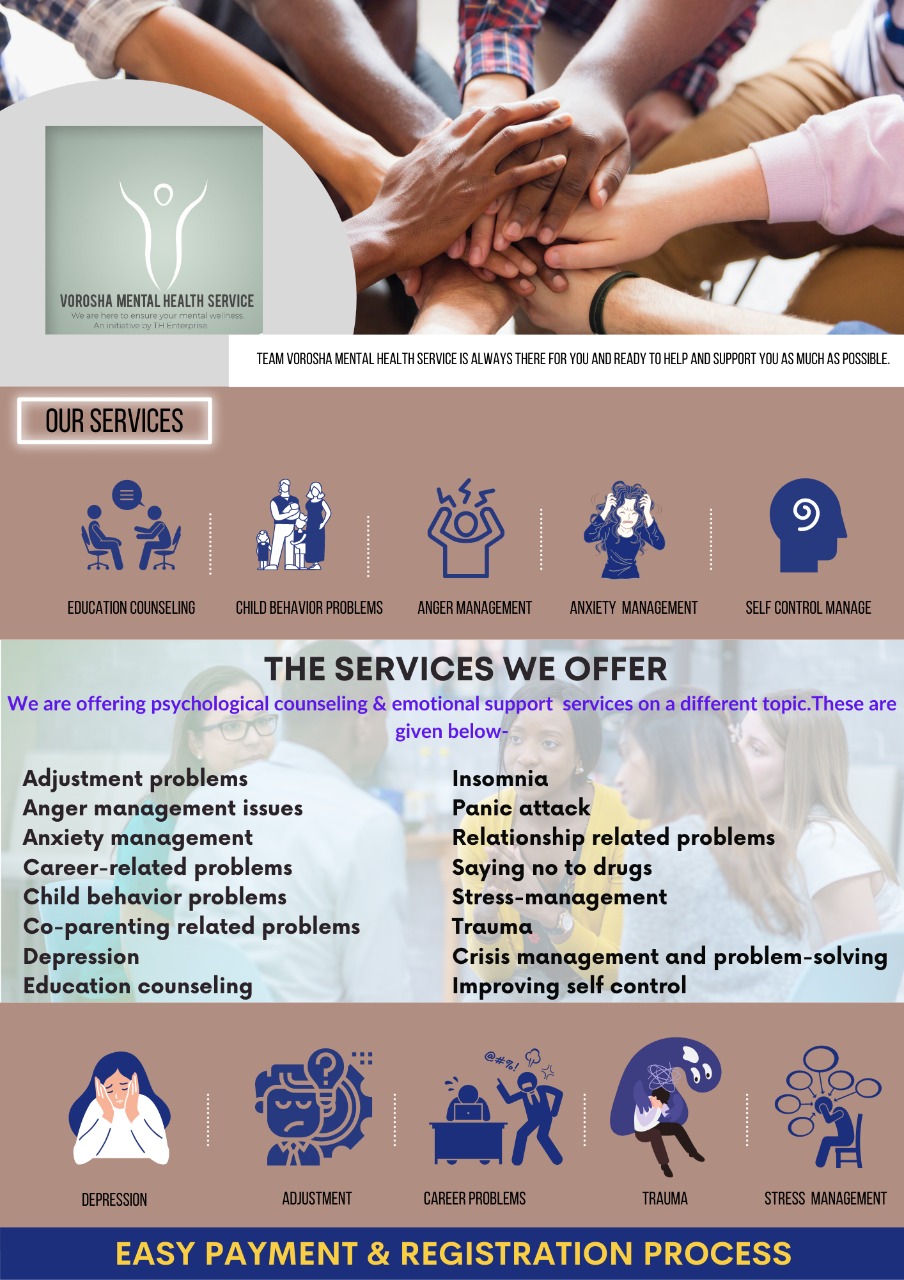 VOROSHA MENTAL HEALTH SERVICE
We are here to ensure your mental wellness.
An initiative by TH Enterprise.
TEAM VOROSHA MENTAL HEALTH SERVICE IS ALWAYS THERE FOR YOU AND READY TO HELP AND SUPPORT YOU AS MUCH AS POSSIBLE.
OUR SERVICES
EDUCATION COUNSELING
CHILD BEHAVIOR PROBLEMS
ANGER MANAGEMENT
ANXIETY MANAGEMENT
SELF CONTROL MANAGE
THE SERVICES WE OFFER
We are offering psychological counseling & emotional support services on a different topic.These are
given below-
Adjustment problems
Anger management issues
Anxiety management
Career-related problems
Child behavior problems
Co-parenting related problems
Depression
Education counseling
Insomnia
Panic attack
Relationship related problems
Saying no to drugs
Stress-management
Trauma
Crisis management and problem-solving
Improving self control
?
@#%!
DEPRESSION
ADJUSTMENT
CAREER PROBLEMS
TRAUMA
STRESS MANAGEMENT
EASY PAYMENT & REGISTRATION PROCESS